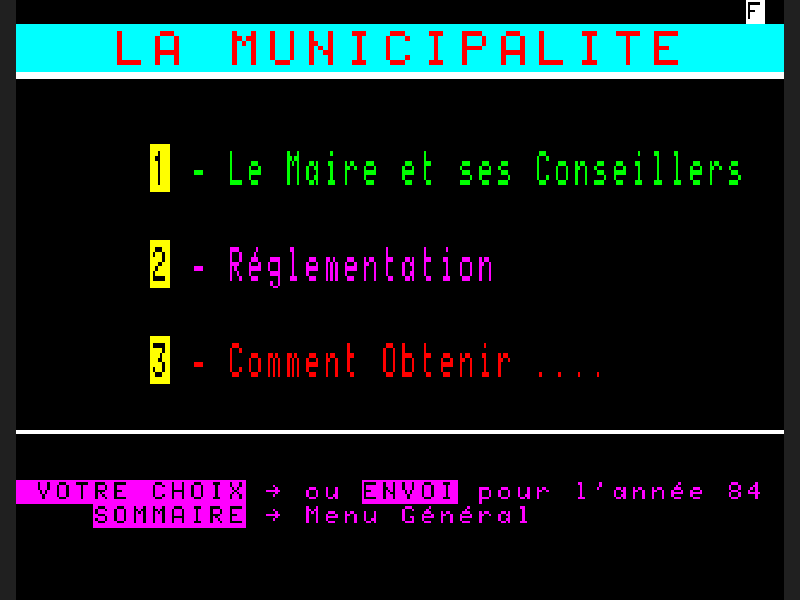 F
LA MUNICIPALITE
1 - Le Maire et ses Conseillers
2 - Réglementation
3 - Comment Obtenir ....
VOTRE CHOIX → ou ENVOI pour l'année 84
SOMMAIRE → Menu Général